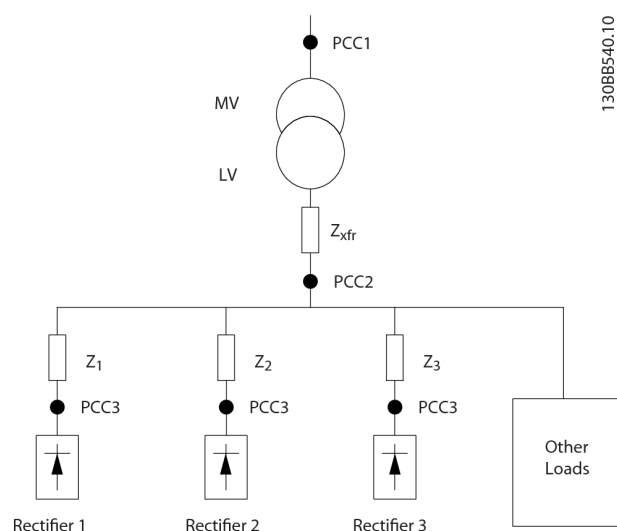 PCC1
130BB540.10
MV
LV
Zxfr
PCC2
Z1
Z2
Z3
PCC3
PCC3
PCC3
Other
Loads
Rectifier 1
Rectifier 2
Rectifier 3